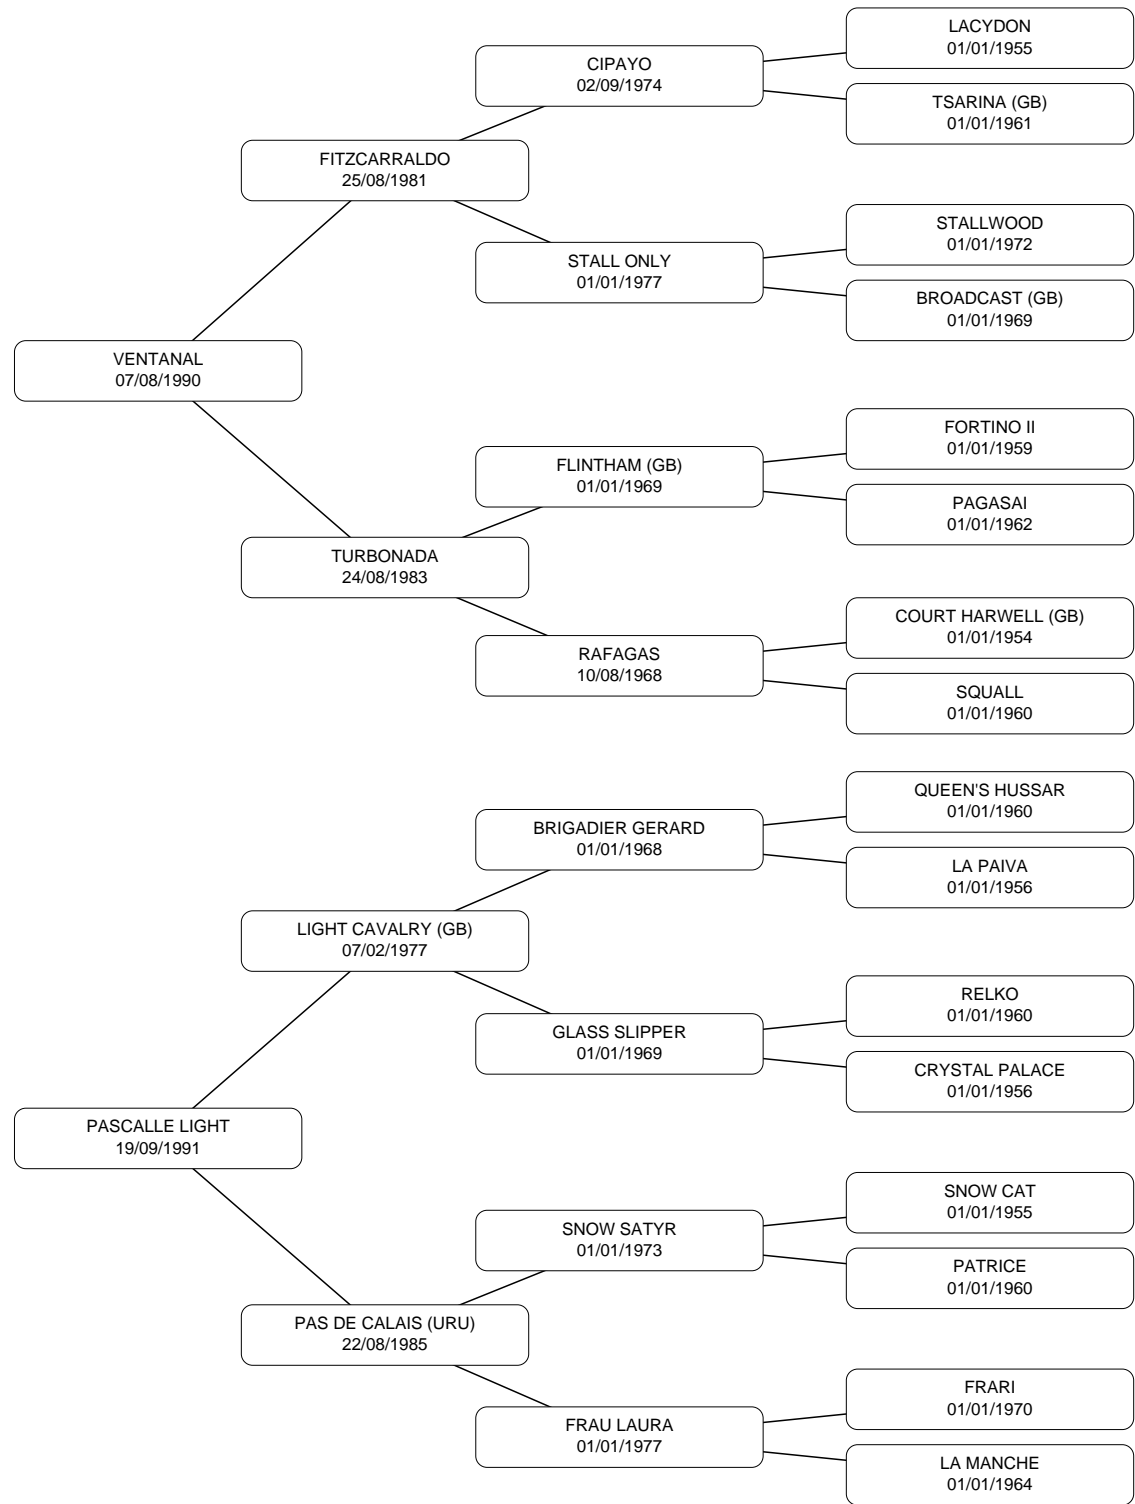 LACYDON
01/01/1955
CIPAYO
02/09/1974
TSARINA (GB)
01/01/1961
FITZCARRALDO
25/08/1981
STALLWOOD
01/01/1972
STALL ONLY
01/01/1977
BROADCAST (GB)
01/01/1969
VENTANAL
07/08/1990
FORTINO II
01/01/1959
FLINTHAM (GB)
01/01/1969
PAGASAI
01/01/1962
TURBONADA
24/08/1983
COURT HARWELL (GB)
01/01/1954
RAFAGAS
10/08/1968
SQUALL
01/01/1960
QUEEN'S HUSSAR
01/01/1960
BRIGADIER GERARD
01/01/1968
LA PAIVA
01/01/1956
LIGHT CAVALRY (GB)
07/02/1977
RELKO
01/01/1960
GLASS SLIPPER
01/01/1969
CRYSTAL PALACE
01/01/1956
PASCALLE LIGHT
19/09/1991
SNOW CAT
01/01/1955
SNOW SATYR
01/01/1973
PATRICE
01/01/1960
PAS DE CALAIS (URU)
22/08/1985
FRARI
01/01/1970
FRAU LAURA
01/01/1977
LA MANCHE
01/01/1964